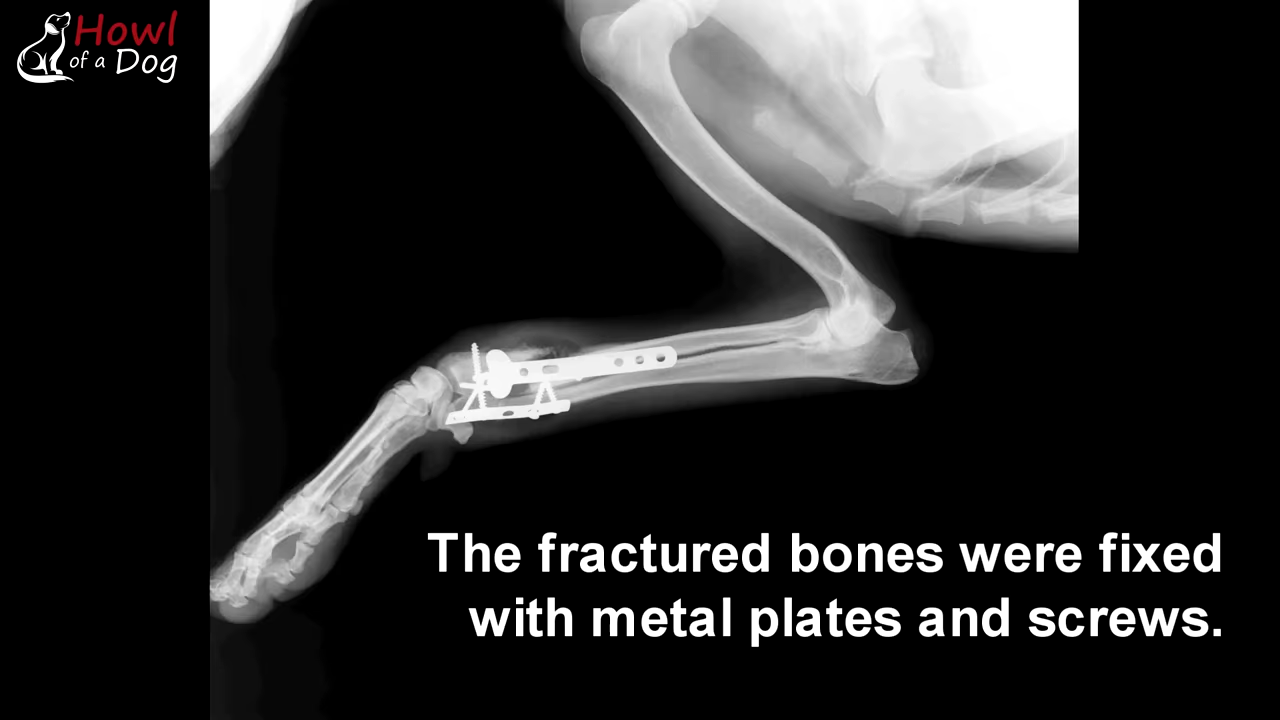 Howl
of a Dog
The fractured bones were fixed
with metal plates and screws.